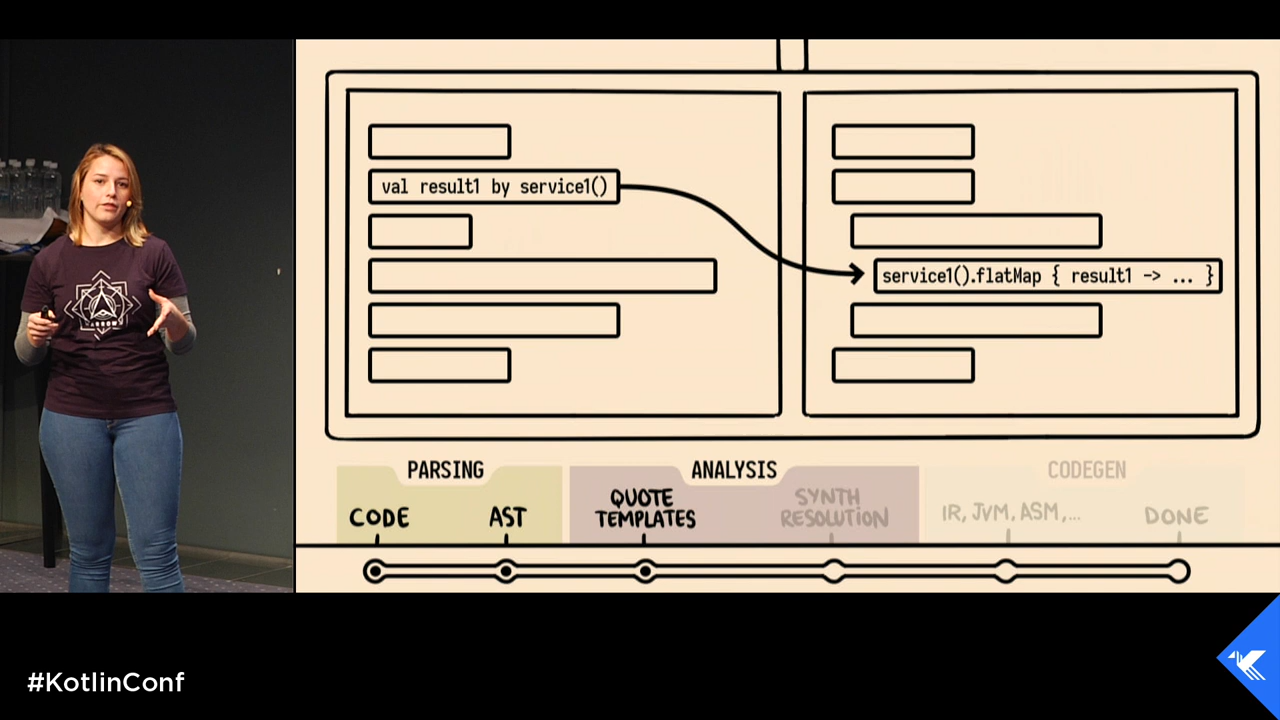 val result1 by service1()
service1().flatMap { result1 -> ... }
PARSING
ANALYSIS
CODEGEN
CODE
AST
QUOTE
TEMPLATES
SYNTH
RESOLUTION
IR, JVM, ASM,...
DONE
#KotlinConf